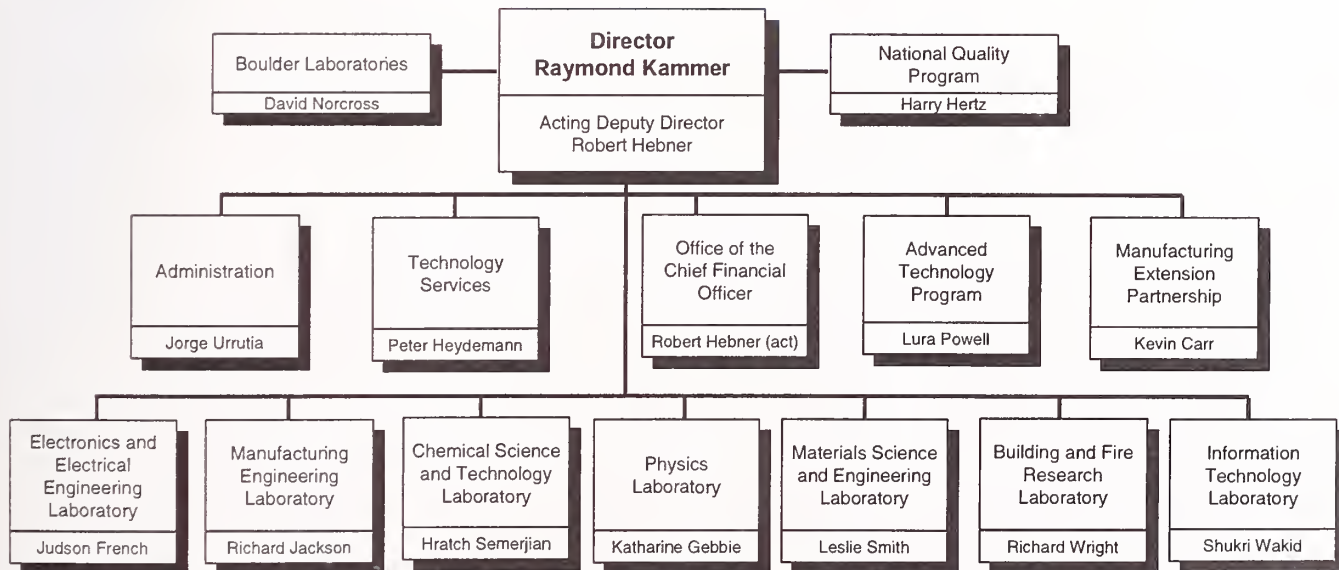 Boulder Laboratories
David Norcross
Director
Raymond Kammer
Acting Deputy Director
Robert Hebner
National Quality
Program
Harry Hertz
Administration
Jorge Urrutia
Technology
Services
Peter Heydemann
Office of the
Chief Financial
Officer
Robert Hebner (act)
Advanced
Technology
Program
Lura Powell
Manufacturing
Extension
Partnership
Kevin Carr
Electronics and
Electrical
Engineering
Laboratory
Judson French
Manufacturing
Engineering
Laboratory
Richard Jackson
Chemical Science
and Technology
Laboratory
Hratch Semerjian
Physics
Laboratory
Katharine Gebbie
Materials Science
and Engineering
Laboratory
Leslie Smith
Building and Fire
Research
Laboratory
Richard Wright
Information
Technology
Laboratory
Shukri Wakid